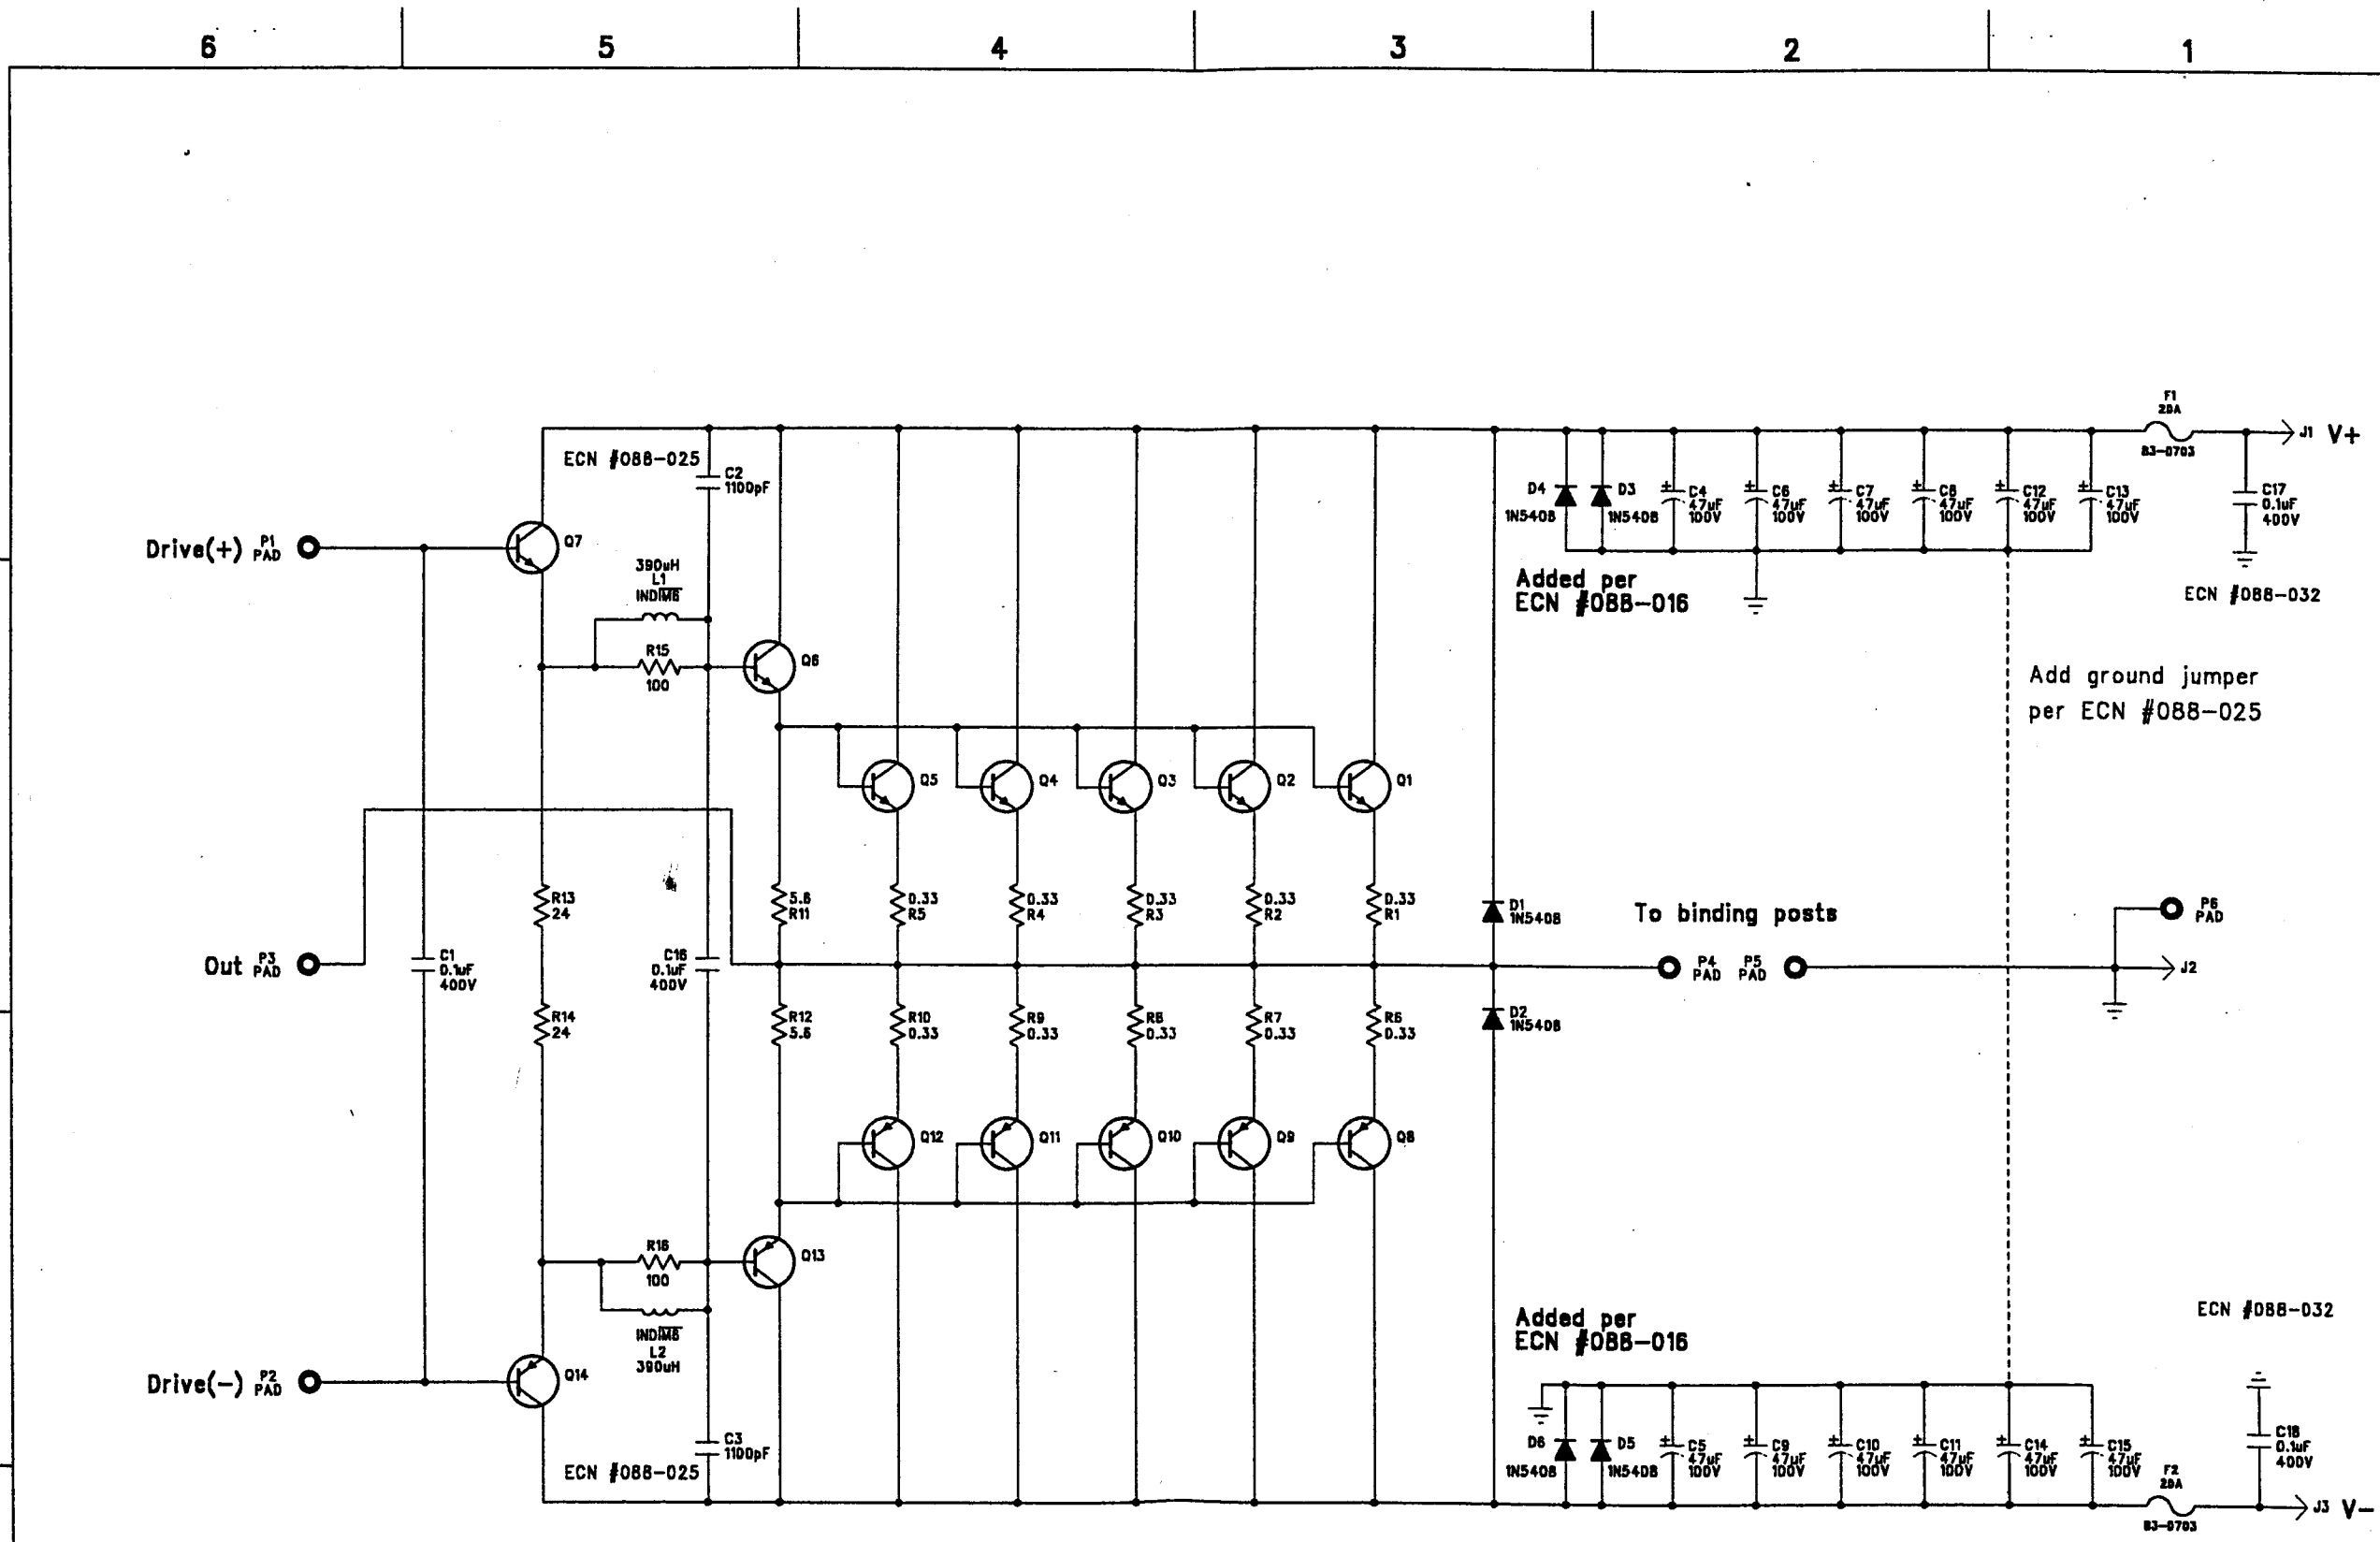 6 5 4 3 2 1
F1
20A
J1 V+
B3-0703
ECN #088-025
C2
1100pF
D4
1N5408
D3
1N5408
C4
47uF
100V
C6
47uF
100V
C7
47uF
100V
C8
47uF
100V
C12
47uF
100V
C13
47uF
100V
C17
0.1uF
400V
Drive(+) P1
PAD
Q7
390uH
L1
INDIM6
Added per
ECN #088-016
ECN #088-032
R15
100
Q6
Add ground jumper
per ECN #088-025
Q5
Q4
Q3
Q2
Q1
R13
24
5.6
R11
0.33
R5
0.33
R4
0.33
R3
0.33
R2
0.33
R1
D1
1N5408
To binding posts
P6
PAD
Out P3
PAD
C1
0.1uF
400V
C16
0.1uF
400V
P4
PAD
P5
PAD
J2
R14
24
R12
5.6
R10
0.33
R9
0.33
R8
0.33
R7
0.33
R6
0.33
D2
1N5408
Q12
Q11
Q10
Q9
Q8
R16
100
Q13
INDIM6
L2
390uH
Added per
ECN #088-016
ECN #088-032
Drive(-) P2
PAD
Q14
C3
1100pF
ECN #088-025
D6
1N5408
D5
1N5408
C5
47uF
100V
C9
47uF
100V
C10
47uF
100V
C11
47uF
100V
C14
47uF
100V
C15
47uF
100V
C18
0.1uF
400V
F2
20A
J3 V-
B3-0703